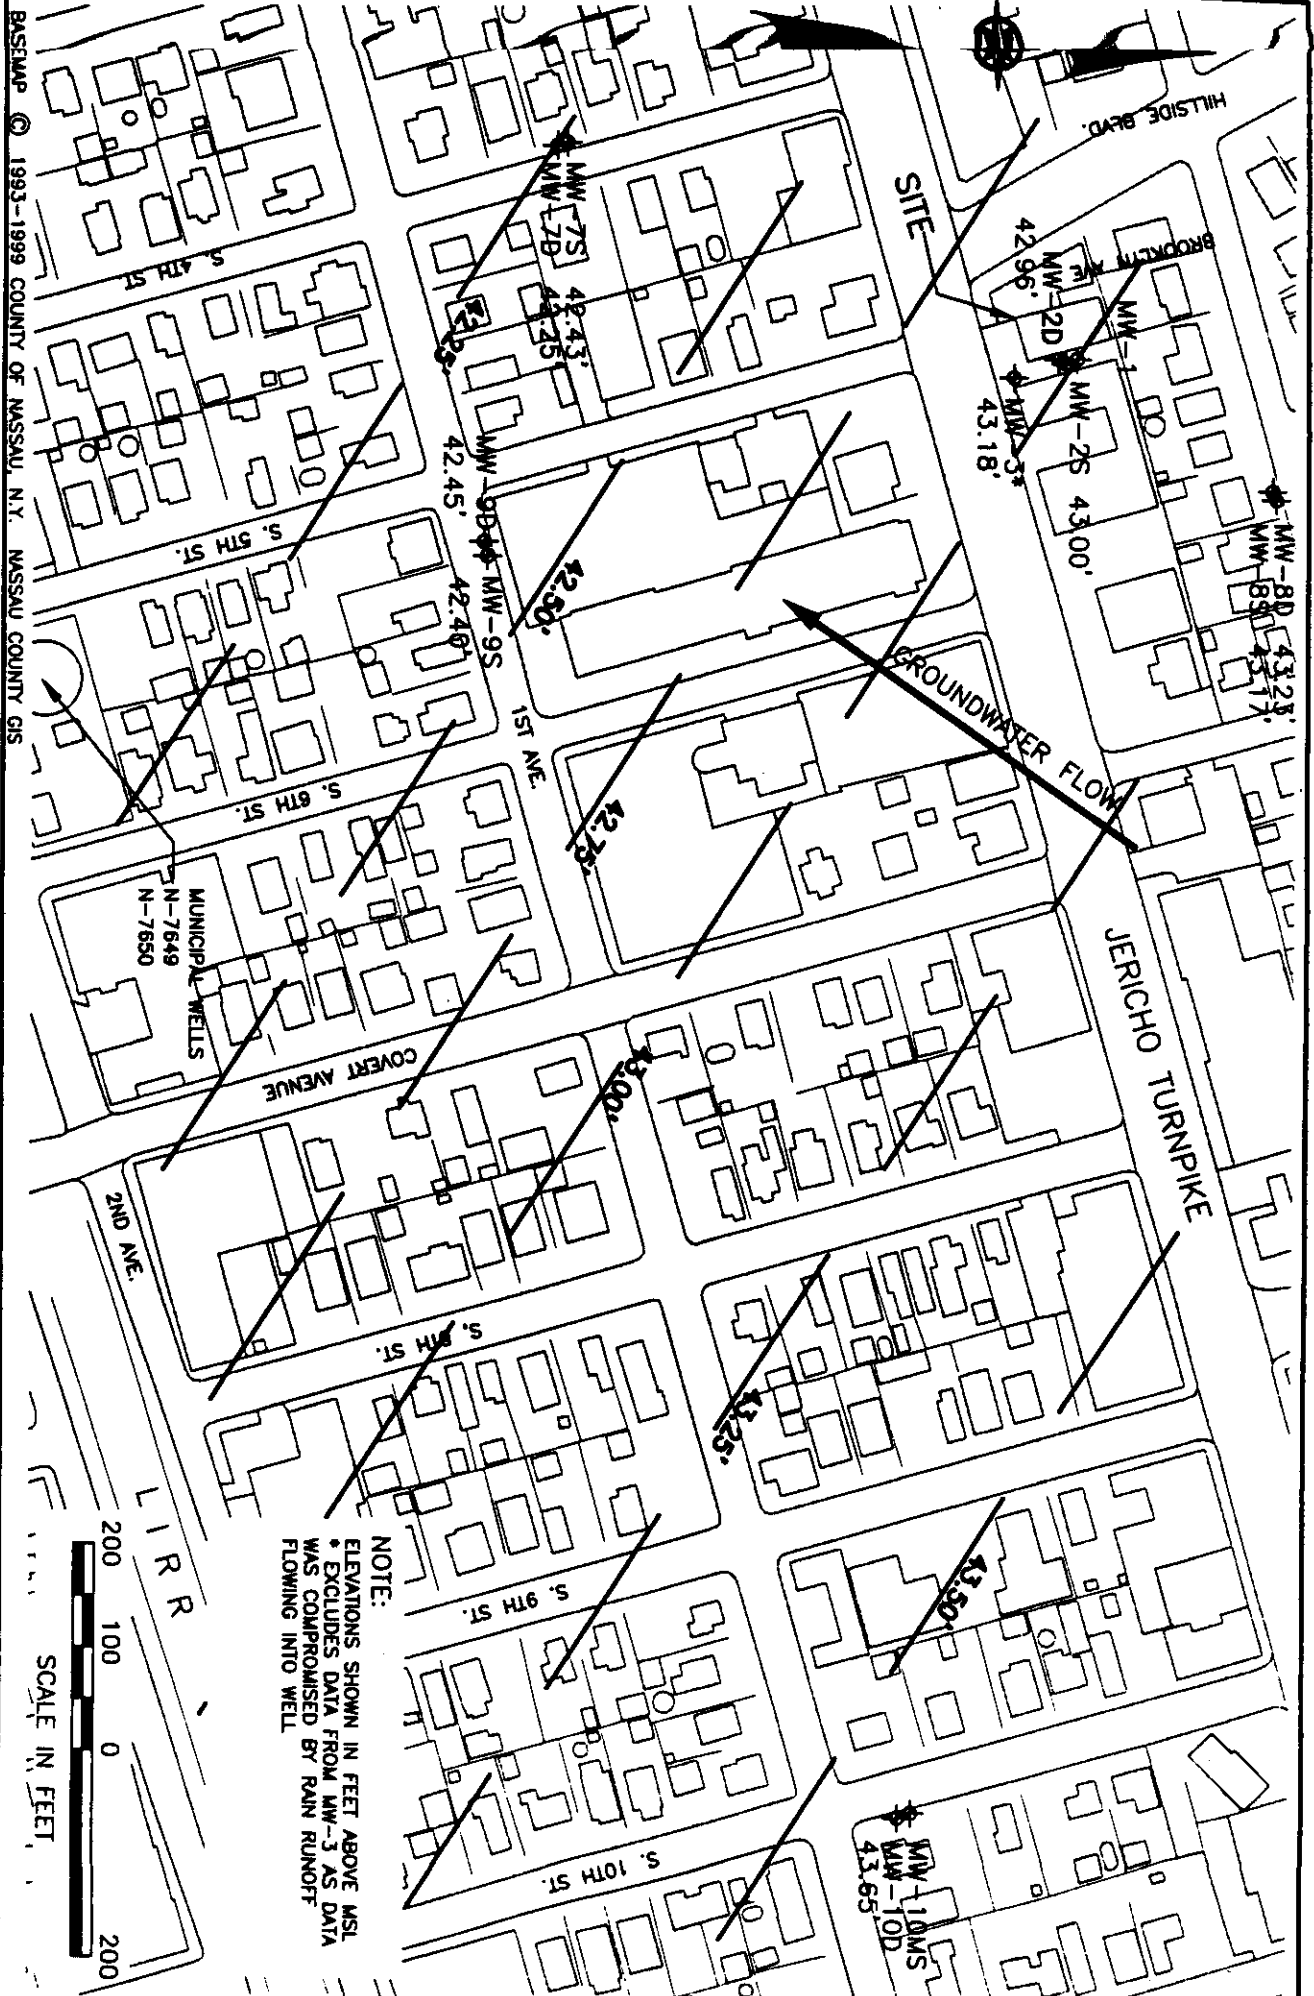 HILLSIDE BLVD.
BROOKLYN AVE
SITE
MW-1
MW-2D
42.96'
MW-2S 43.00'
MW-3*
43.18'
MW-8D 43.23'
MW-8S 43.17'
MW-7S 42.43'
MW-7D 42.25'
42.25'
MW-9D
42.45'
MW-9S
42.40'
42.50'
42.75'
43.00'
43.25'
43.50'
MW-10MS
MW-10D
43.65'
GROUNDWATER FLOW
JERICHO TURNPIKE
1ST AVE.
2ND AVE.
S. 4TH ST.
S. 5TH ST.
S. 6TH ST.
COVERT AVENUE
S. 8TH ST.
S. 9TH ST.
S. 10TH ST.
MUNICIPAL WELLS
N-7649
N-7650
LIRR
NOTE:
ELEVATIONS SHOWN IN FEET ABOVE MSL
* EXCLUDES DATA FROM MW-3 AS DATA
WAS COMPROMISED BY RAIN RUNOFF
FLOWING INTO WELL
200 100 0 200
SCALE IN FEET
BASEMAP © 1993-1999 COUNTY OF NASSAU, N.Y. NASSAU COUNTY GIS